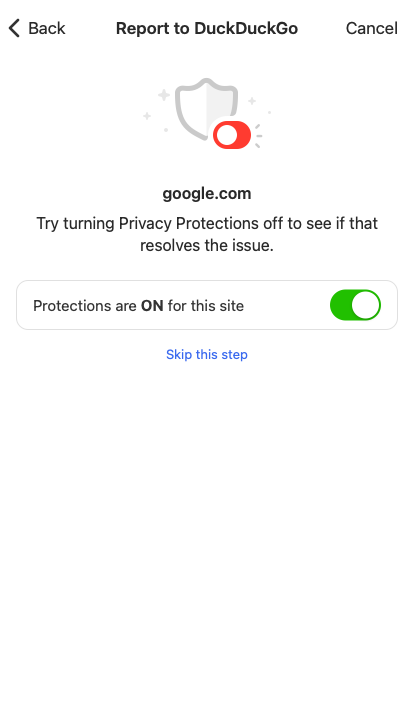 Back
Report to DuckDuckGo
Cancel
google.com
Try turning Privacy Protections off to see if that
resolves the issue.
Protections are ON for this site
Skip this step